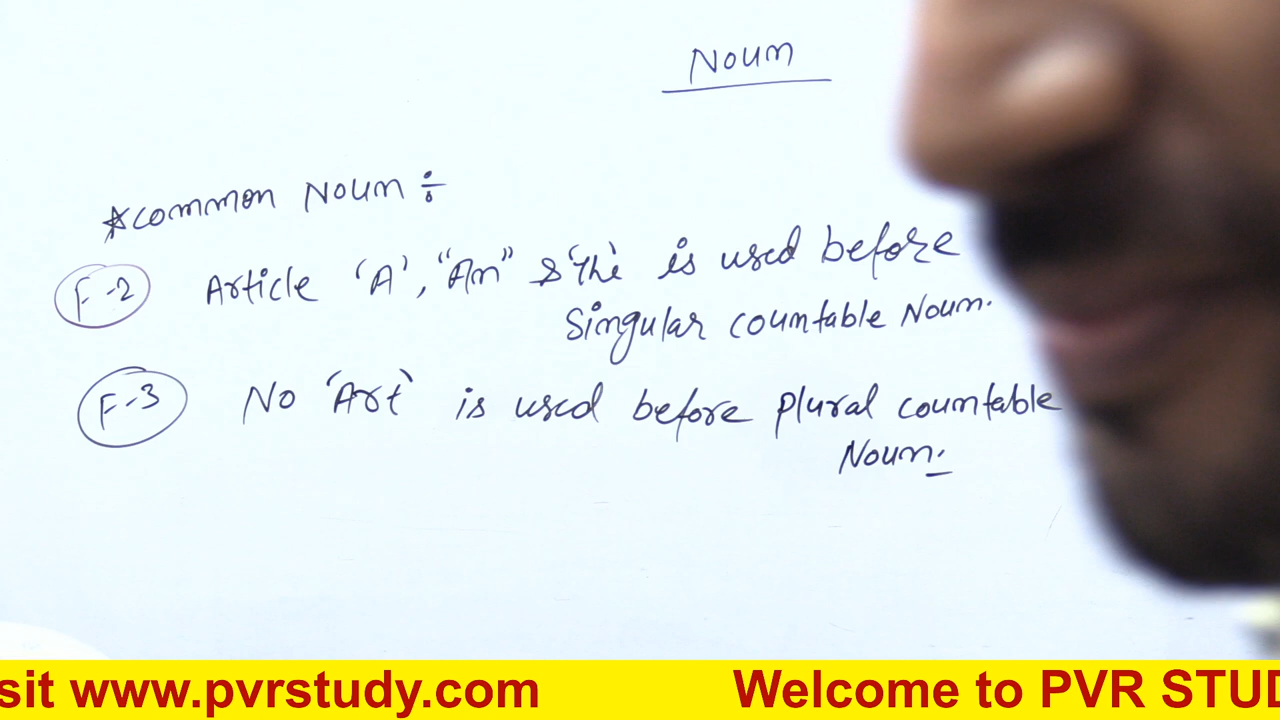 Noun
*Common Noun ÷
F-2 Article 'A', "An" & 'The' is used before
Singular countable Noun.
F-3 No 'Art' is used before plural countable
Noun.
sit www.pvrstudy.com Welcome to PVR STUD